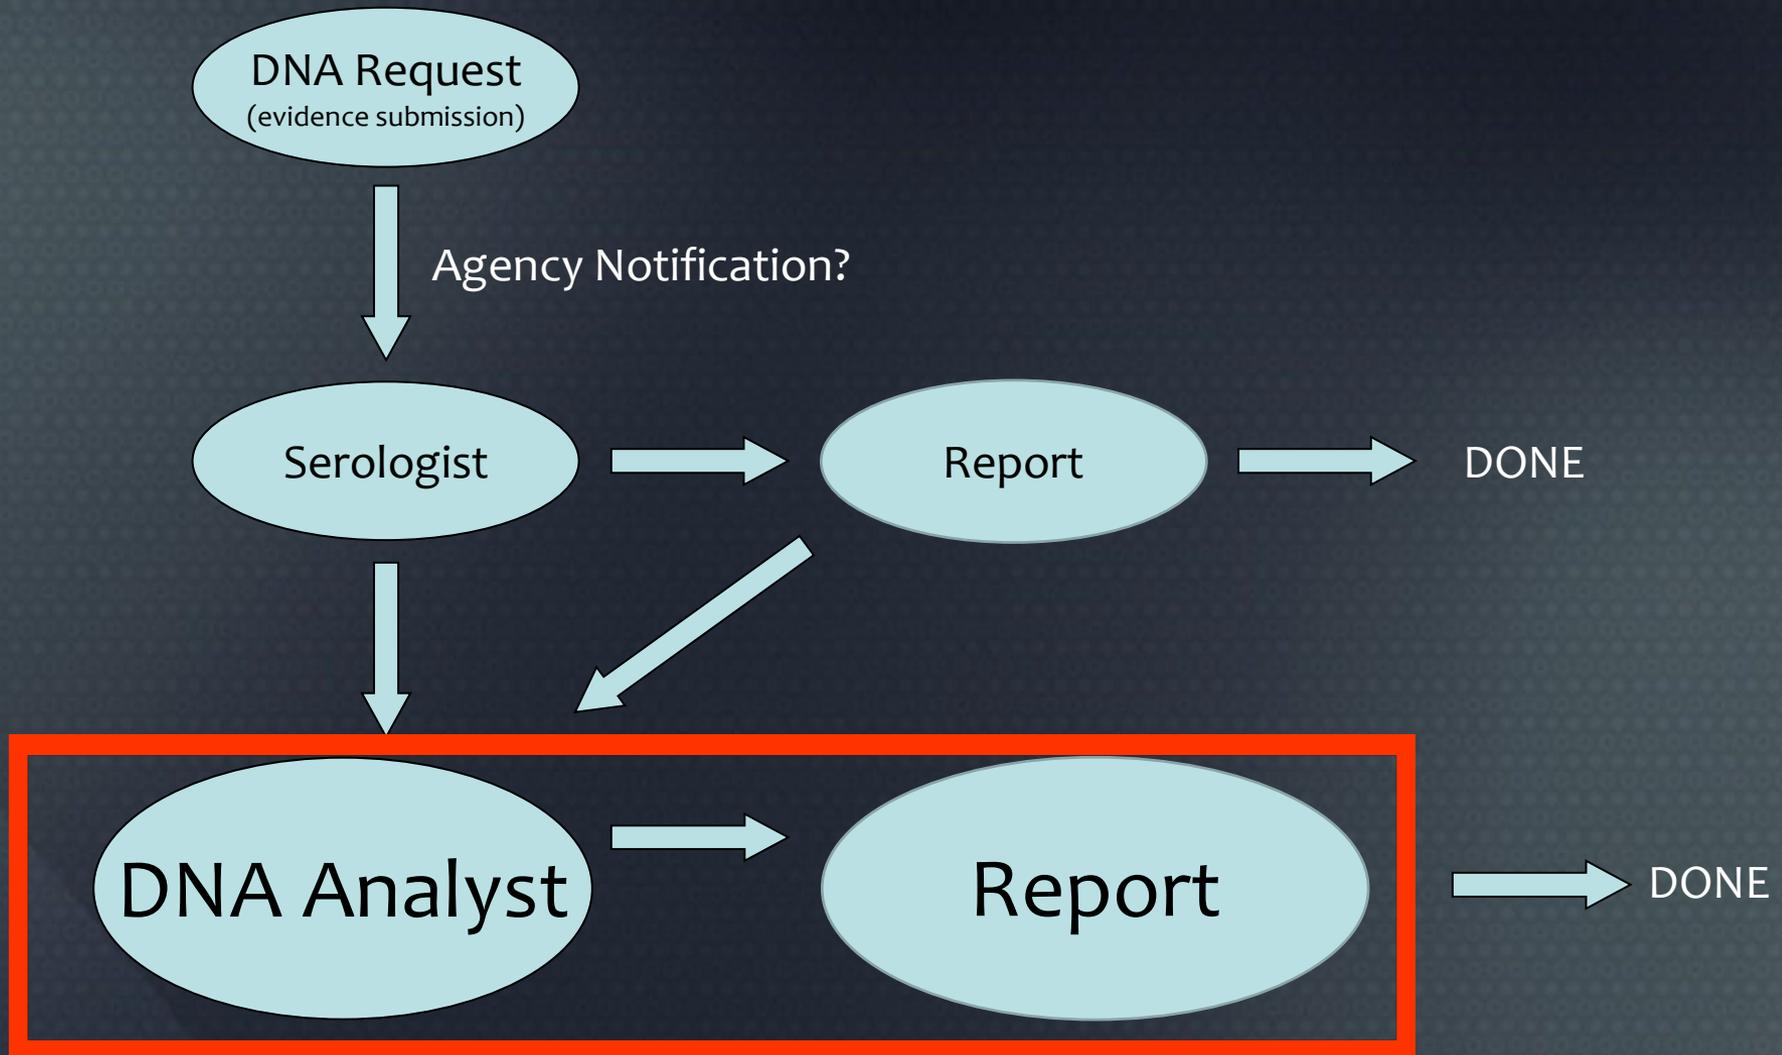 DNA Request
(evidence submission)
Agency Notification?
Serologist
Report
DONE
DNA Analyst
Report
DONE